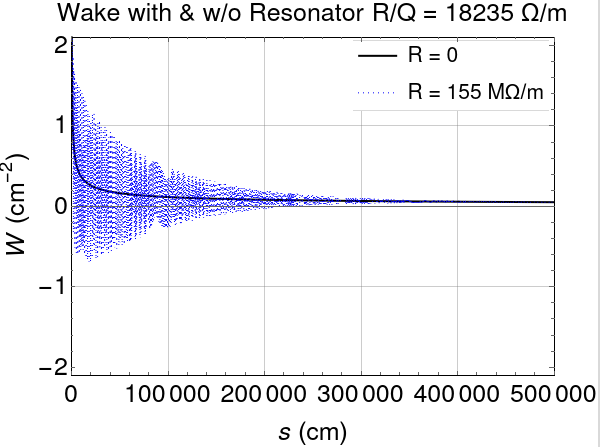 Wake with & w/o Resonator R/Q = 18235 Ω/m
R = 0
R = 155 MΩ/m
2
1
0
−1
−2
W (cm⁻²)
0 100 000 200 000 300 000 400 000 500 000
s (cm)